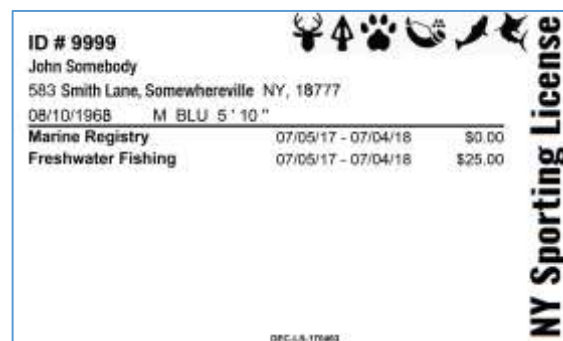 ID # 9999
John Somebody
583 Smith Lane, Somewhereville NY, 18777
08/10/1968 M BLU 5 ' 10 "
Marine Registry 07/05/17 - 07/04/18 $0.00
Freshwater Fishing 07/05/17 - 07/04/18 $25.00
NY Sporting License